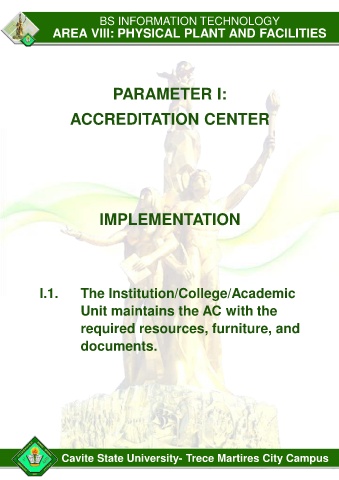 BS INFORMATION TECHNOLOGY
AREA VIII: PHYSICAL PLANT AND FACILITIES
PARAMETER I:
ACCREDITATION CENTER
IMPLEMENTATION
I.1. The Institution/College/Academic
Unit maintains the AC with the
required resources, furniture, and
documents.
Cavite State University- Trece Martires City Campus